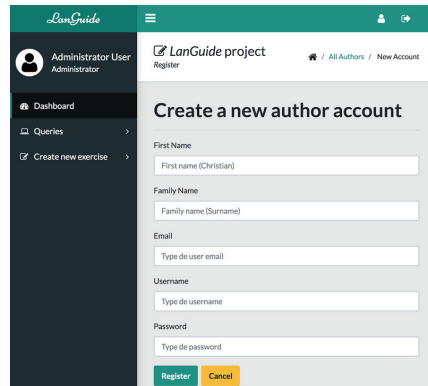 LanGuide
Administrator User
Administrator
Dashboard
Queries
Create new exercise
LanGuide project
Register
/ All Authors / New Account
Create a new author account
First Name
First name (Christian)
Family Name
Family name (Surname)
Email
Type de user email
Username
Type de username
Password
Type de password
Register Cancel